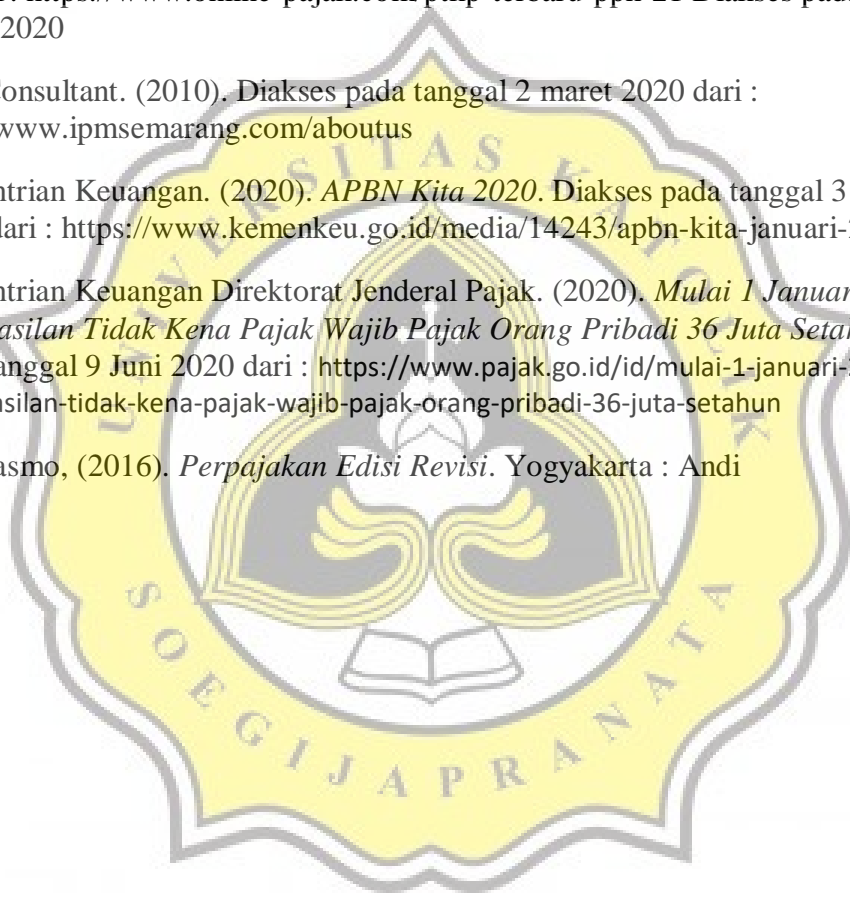 2020
Consultant. (2010). Diakses pada tanggal 2 maret 2020 dari :
www.ipmsemarang.com/aboutus
ntrian Keuangan. (2020). APBN Kita 2020. Diakses pada tanggal 3
dari : https://www.kemenkeu.go.id/media/14243/apbn-kita-januari-
ntrian Keuangan Direktorat Jenderal Pajak. (2020). Mulai 1 Januar
asilan Tidak Kena Pajak Wajib Pajak Orang Pribadi 36 Juta Setah
anggal 9 Juni 2020 dari : https://www.pajak.go.id/id/mulai-1-januari-
asilan-tidak-kena-pajak-wajib-pajak-orang-pribadi-36-juta-setahun
asmo, (2016). Perpajakan Edisi Revisi. Yogyakarta : Andi
UNIVERSITAS KATOLIK
SOEGIJAPRANATA